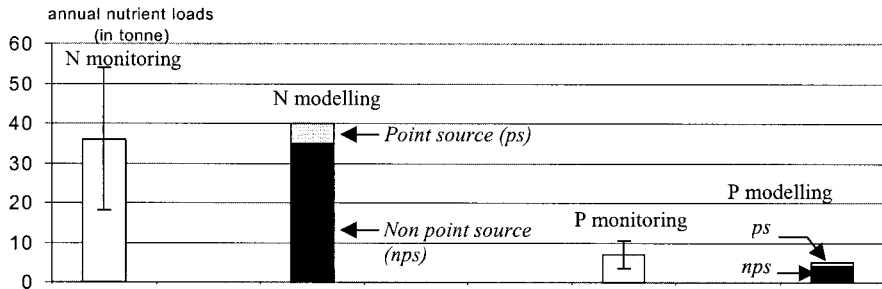 annual nutrient loads
(in tonne)
60
N monitoring
50
N modelling
40
Point source (ps)
30
P modelling
20
P monitoring
ps
Non point source
(nps)
10
nps
0